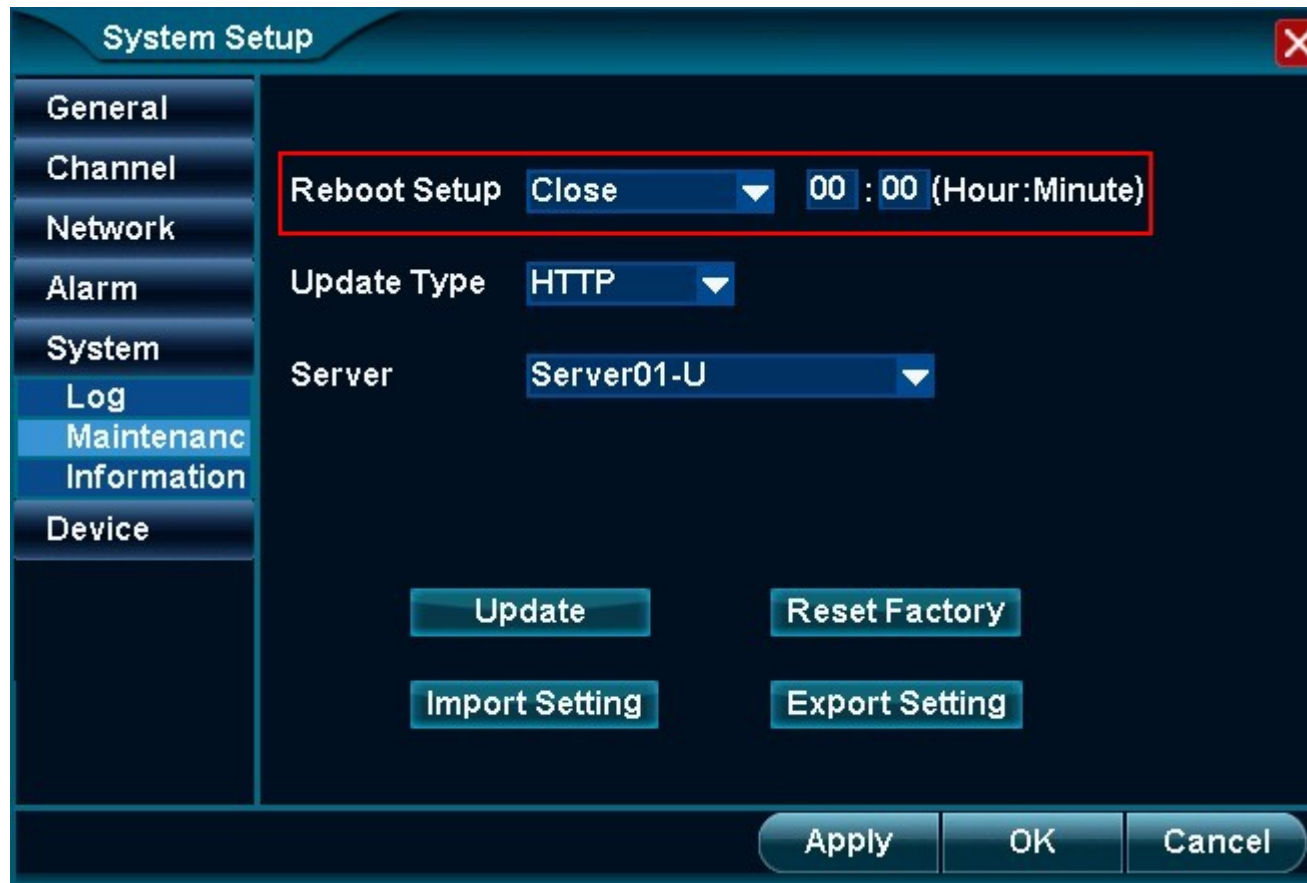 System Setup
General
Channel
Network
Alarm
System
Log
Maintenanc
Information
Device
Reboot Setup Close 00 : 00 (Hour:Minute)
Update Type HTTP
Server Server01-U
Update Reset Factory
Import Setting Export Setting
Apply OK Cancel